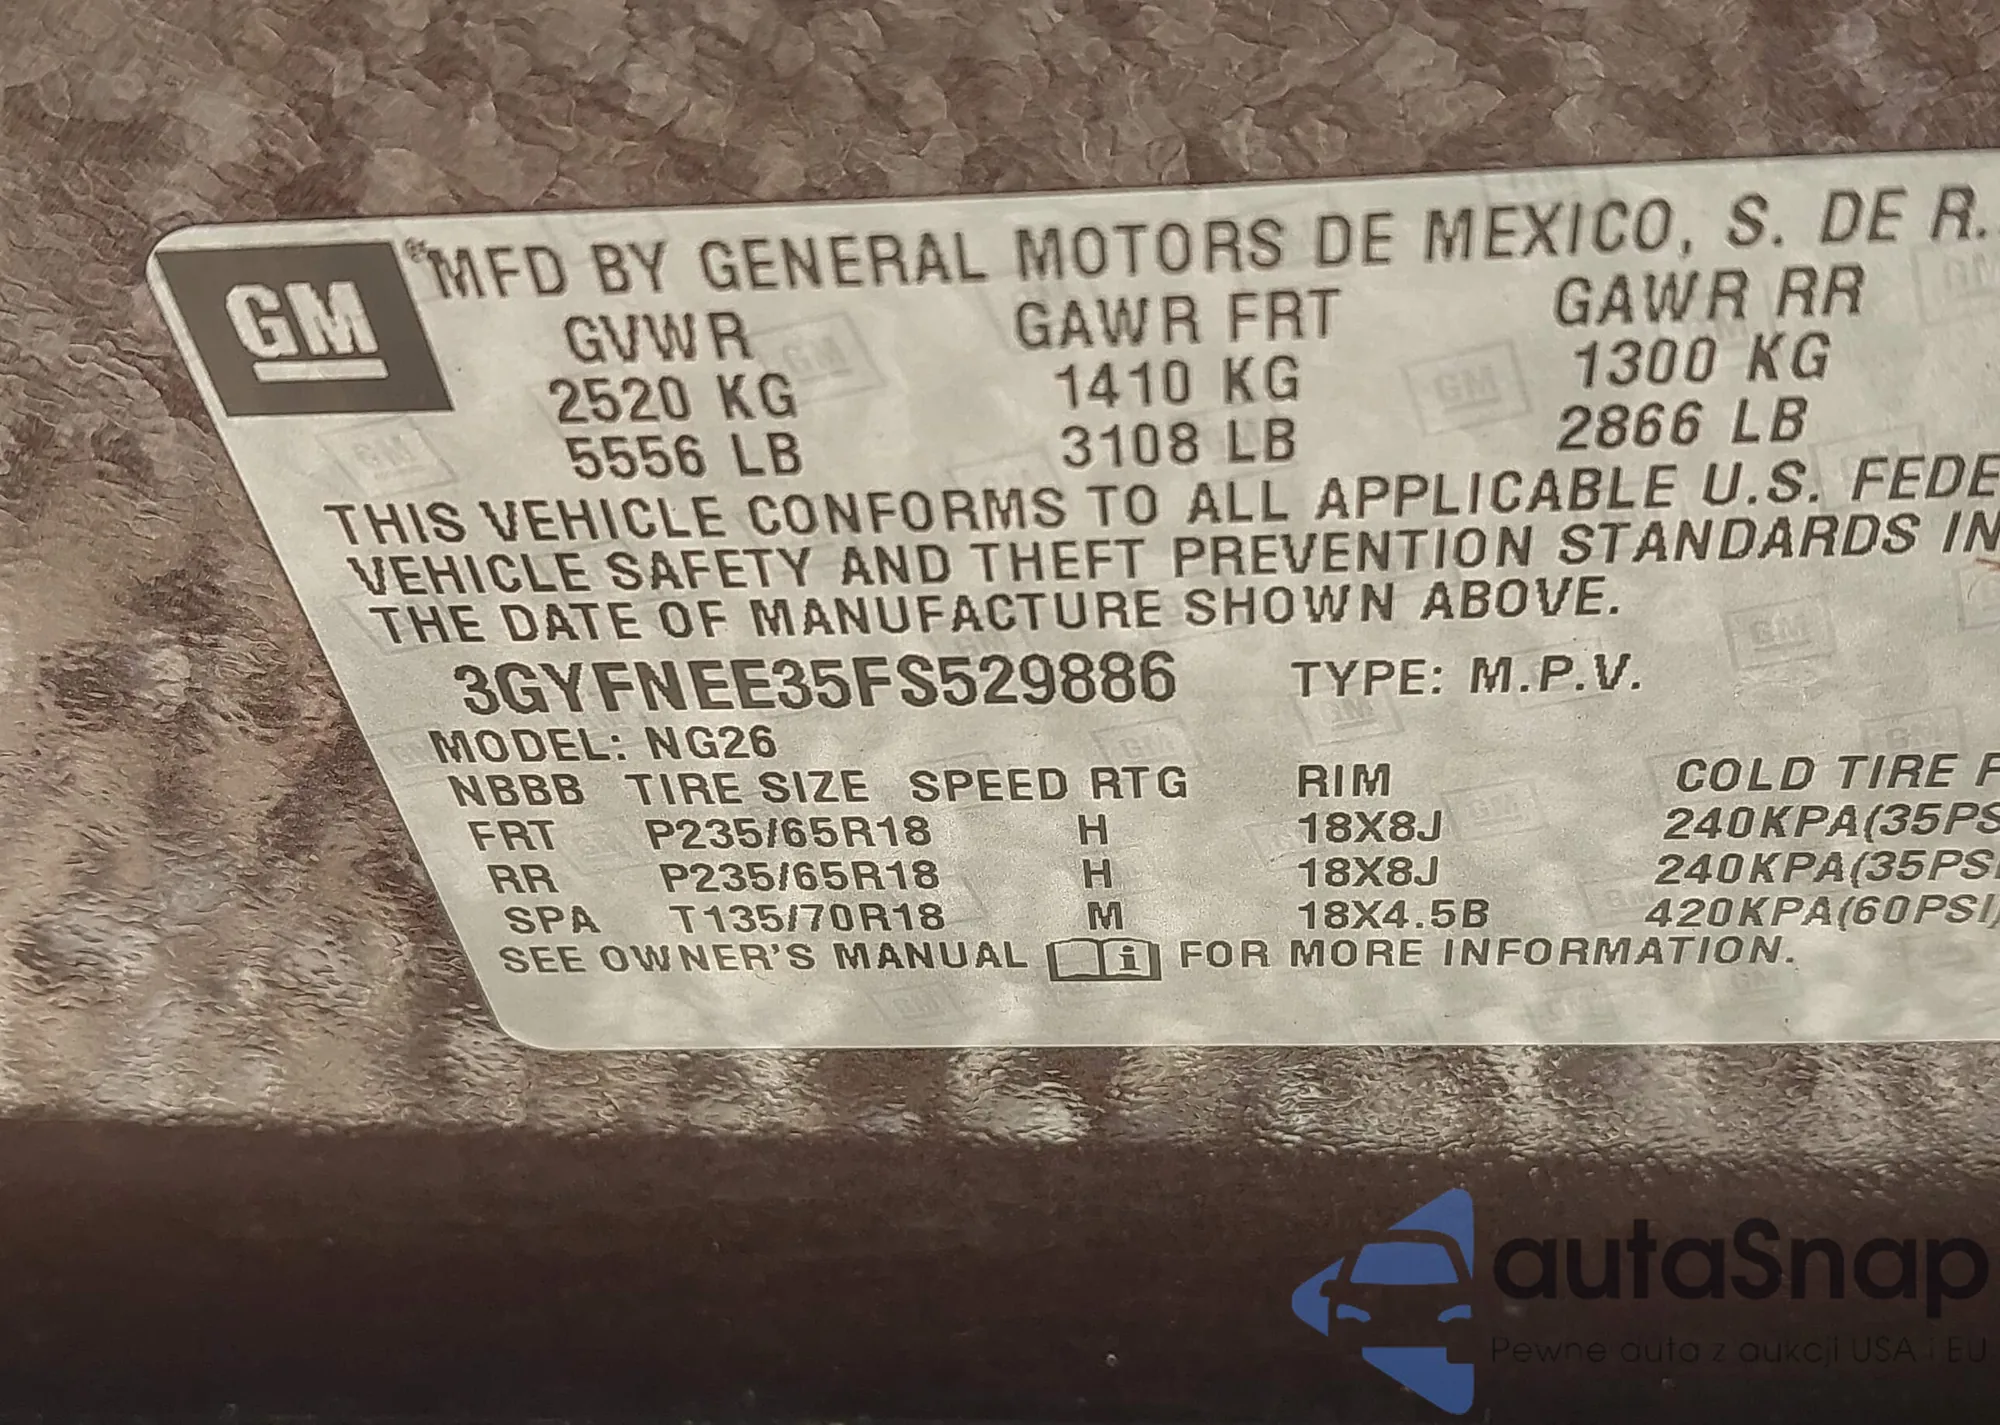 GM
MFD BY GENERAL MOTORS DE MEXICO, S. DE R.
GVWR GAWR FRT GAWR RR
2520 KG 1410 KG 1300 KG
5556 LB 3108 LB 2866 LB
THIS VEHICLE CONFORMS TO ALL APPLICABLE U.S. FEDE
VEHICLE SAFETY AND THEFT PREVENTION STANDARDS IN
THE DATE OF MANUFACTURE SHOWN ABOVE.
3GYFNEE35FS529886 TYPE: M.P.V.
MODEL: NG26
NBBB TIRE SIZE SPEED RTG RIM COLD TIRE P
FRT P235/65R18 H 18X8J 240KPA(35PS
RR P235/65R18 H 18X8J 240KPA(35PSI
SPA T135/70R18 M 18X4.5B 420KPA(60PSI)
SEE OWNER'S MANUAL i FOR MORE INFORMATION.
autaSnap
Pewne auta z aukcji USA i EU